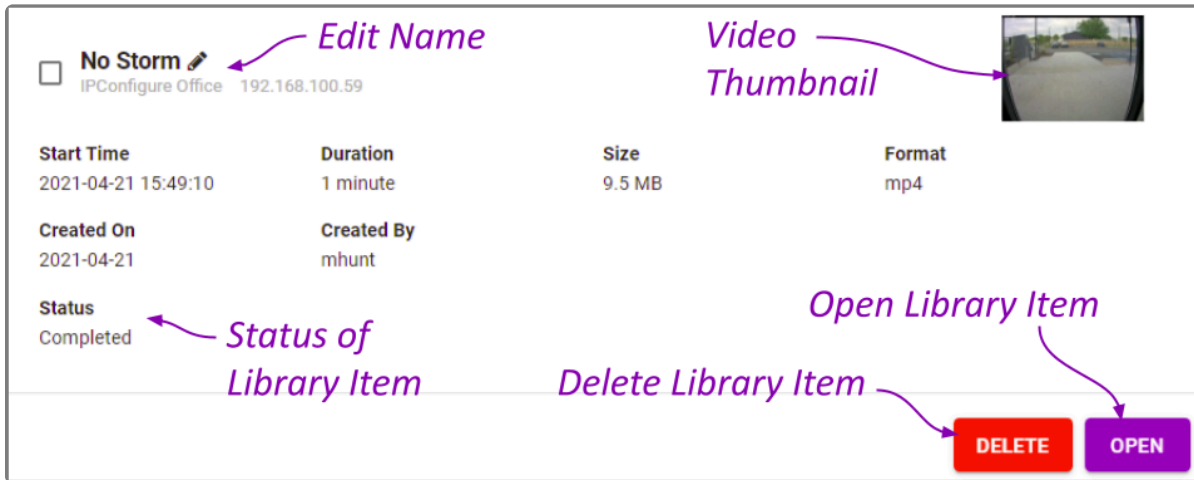 No Storm
IPConfigure Office 192.168.100.59
Edit Name
Video
Thumbnail
Start Time Duration Size Format
2021-04-21 15:49:10 1 minute 9.5 MB mp4
Created On Created By
2021-04-21 mhunt
Status
Completed
Status of
Library Item
Open Library Item
Delete Library Item
DELETE OPEN